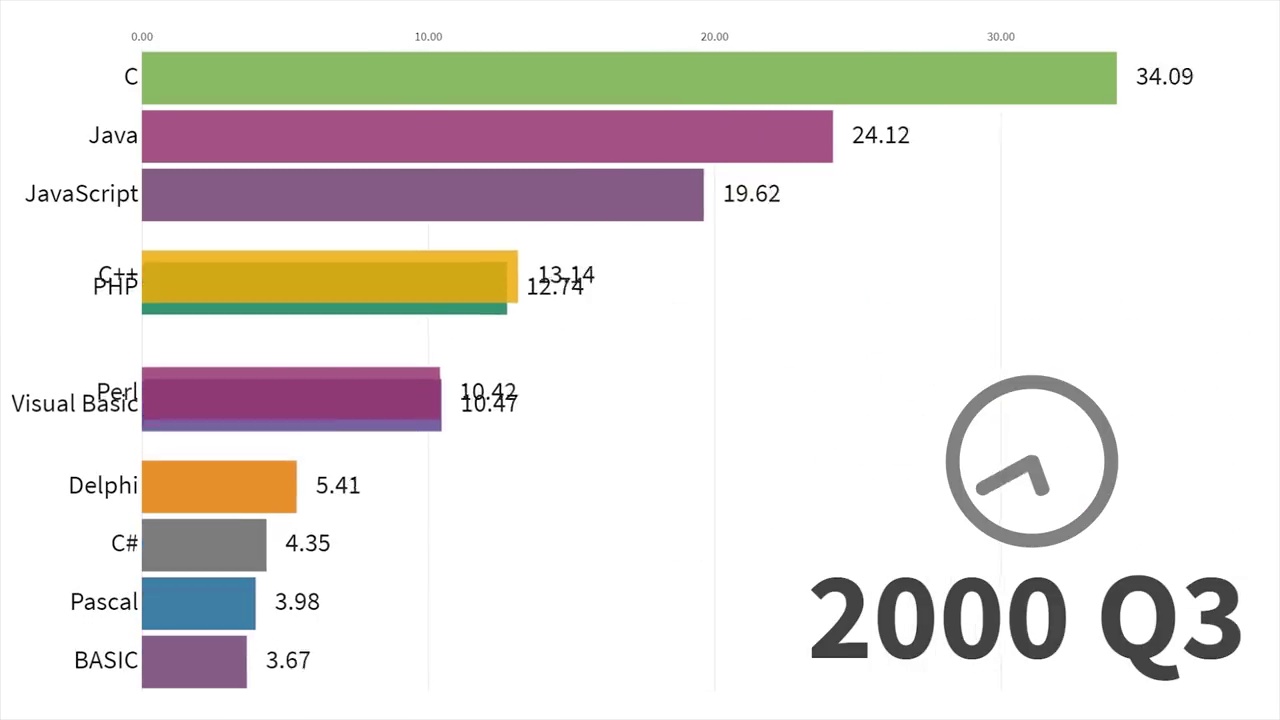 0.00 10.00 20.00 30.00
C 34.09
Java 24.12
JavaScript 19.62
C++ 13.14
PHP 12.74
Perl 10.42
Visual Basic 10.47
Delphi 5.41
C# 4.35
Pascal 3.98
BASIC 3.67
2000 Q3